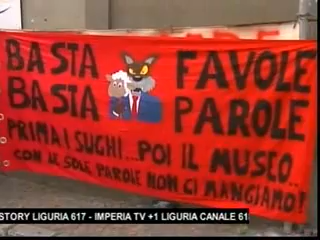 BASTA FAVOLE
BASTA PAROLE
PRIMA I SUGHI... POI IL MUSEO..
CON LE SOLE PAROLE NON CI MANGIAMO!
STORY LIGURIA 617 - IMPERIA TV +1 LIGURIA CANALE 61